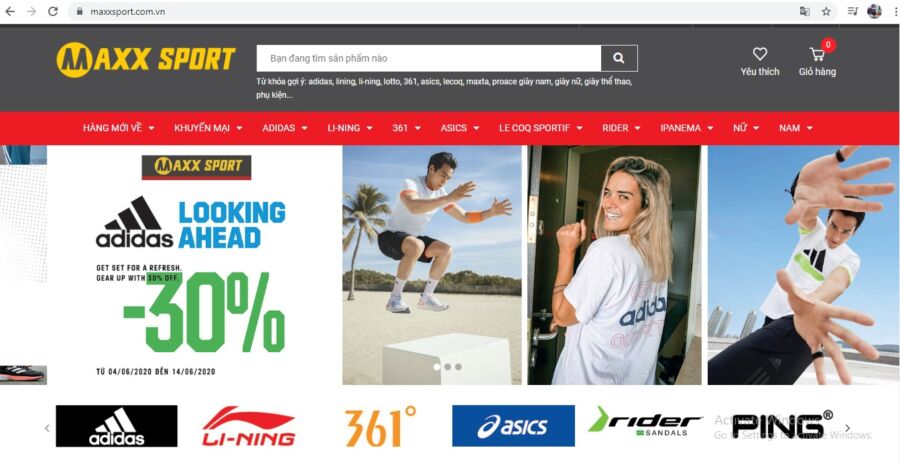 maxxsport.com.vn
MAXX SPORT
Bạn đang tìm sản phẩm nào
Từ khóa gợi ý: adidas, lining, li-ning, lotto, 361, asics, lecoq, maxta, proace giày nam, giày nữ, giày thể thao,
phụ kiện...
Yêu thích
0
Giỏ hàng
HÀNG MỚI VỀ KHUYẾN MẠI ADIDAS LI-NING 361 ASICS LE COQ SPORTIF RIDER IPANEMA NỮ NAM
MAXX SPORT
adidas
LOOKING
AHEAD
GET SET FOR A REFRESH.
GEAR UP WITH 30% OFF.
-30%
TỪ 04/06/2020 ĐẾN 14/06/2020
adidas
adidas
LI-NING
361°
asics
rider
SANDALS
PING®
Activate Windows
Go to Settings to activate Windows.